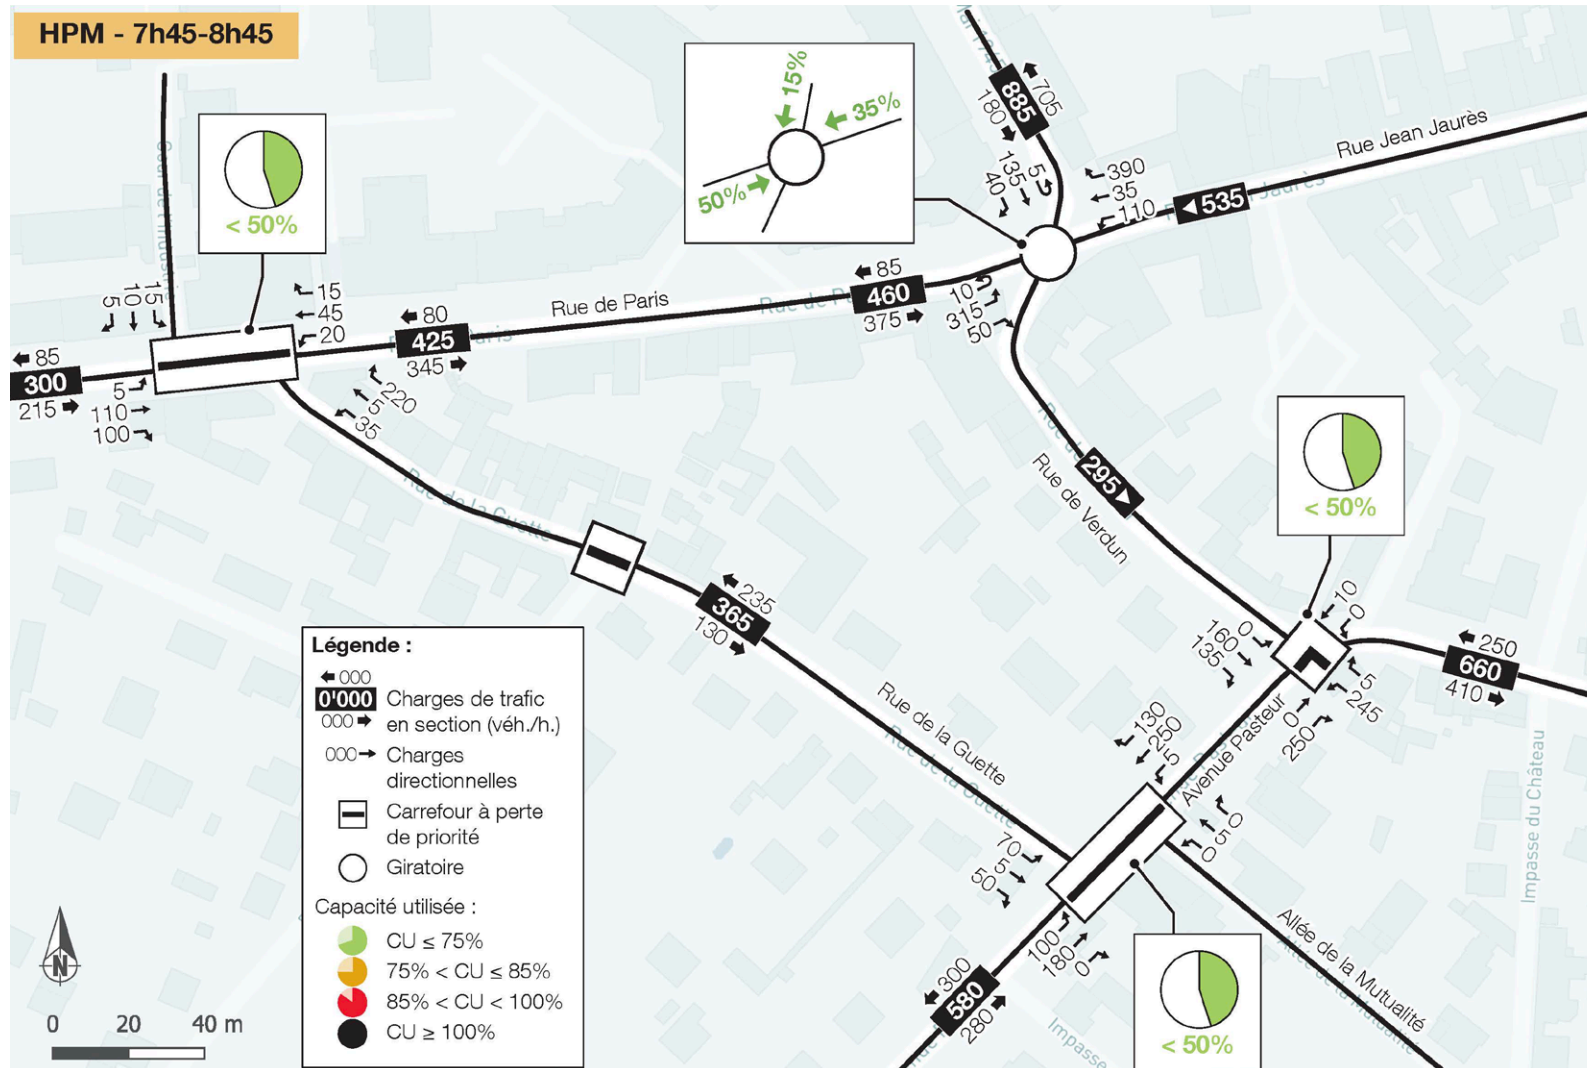 HPM - 7h45-8h45
< 50%
15%
35%
50%
885
705
180
135
40
5
390
35
110
535
Rue Jean Jaurès
85
460
375
10
315
50
Rue de Paris
80
425
345
15
45
20
5
10
15
85
300
215
5
110
100
220
5
35
Rue de la Guette
235
365
130
295
Rue de Verdun
< 50%
10
0
0
160
135
250
660
410
5
245
0
250
Avenue Pasteur
130
250
5
0
5
0
70
5
50
100
180
0
300
580
280
< 50%
Rue de la Guette
Allée de la Mutualité
Impasse du Château
Impasse
Légende :
000
0'000 Charges de trafic
000 en section (véh./h.)
000 Charges
directionnelles
Carrefour à perte
de priorité
Giratoire
Capacité utilisée :
CU ≤ 75%
75% < CU ≤ 85%
85% < CU < 100%
CU ≥ 100%
N
0 20 40 m